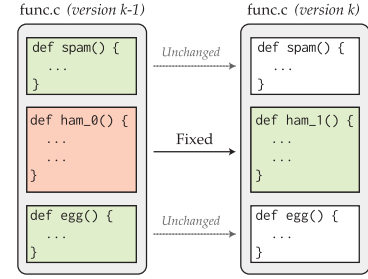 func.c (version k-1)
func.c (version k)
def spam() {
...
}
Unchanged
def spam() {
...
}
def ham_0() {
...
...
}
Fixed
def ham_1() {
...
...
}
def egg() {
...
}
Unchanged
def egg() {
...
}